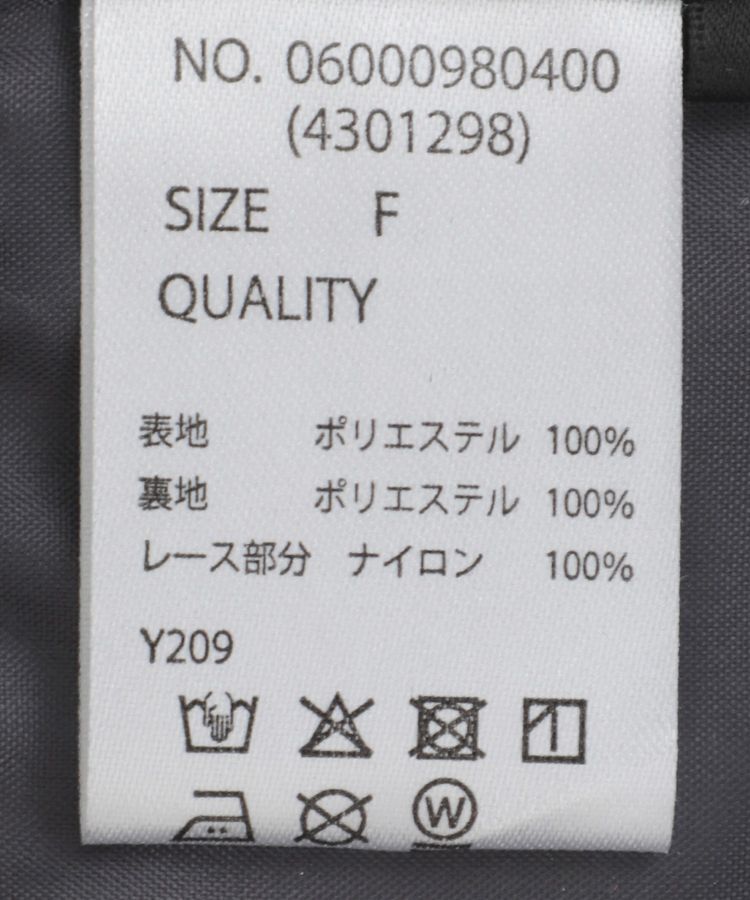 NO. 06000980400
(4301298)
SIZE F
QUALITY
表地 ポリエステル 100%
裏地 ポリエステル 100%
レース部分 ナイロン 100%
Y209
W